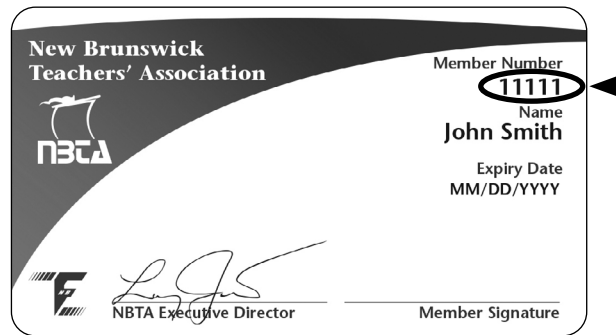 New Brunswick
Teachers' Association
NBTA
Member Number
11111
Name
John Smith
Expiry Date
MM/DD/YYYY
NBTA Executive Director
Member Signature